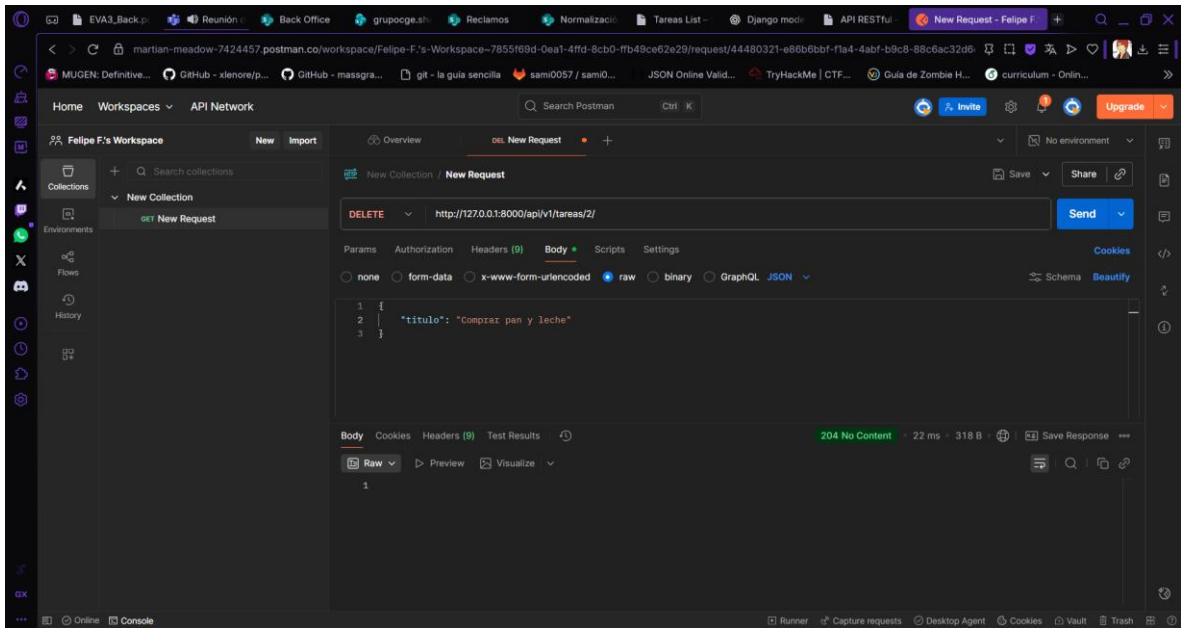 EVA3_Back.p
Reunión
Back Office
grupocge.sh
Reclamos
Normalizació
Tareas List –
Django mode
API RESTful -
New Request - Felipe F
martian-meadow-7424457.postman.co/workspace/Felipe-F.'s-Workspace~7855f69d-0ea1-4ffd-8cb0-ffb49ce62e29/request/44480321-e86b6bbf-f1a4-4abf-b9c8-88c6ac32d6
MUGEN: Definitive...
GitHub - xlenore/p...
GitHub - massgra...
git - la guía sencilla
sami0057 / sami0...
JSON Online Valid...
TryHackMe | CTF...
Guía de Zombie H...
curriculum - Onlin...
Home
Workspaces
API Network
Search Postman
Ctrl K
Invite
1
Upgrade
Felipe F.'s Workspace
New
Import
Overview
DEL New Request
No environment
Collections
Search collections
New Collection / New Request
Save
Share
New Collection
GET New Request
Environments
DELETE
http://127.0.0.1:8000/api/v1/tareas/2/
Send
Flows
Params
Authorization
Headers (9)
Body
Scripts
Settings
Cookies
none
form-data
x-www-form-urlencoded
raw
binary
GraphQL
JSON
Schema
Beautify
History
1 {
2 "titulo": "Comprar pan y leche"
3 }
Body
Cookies
Headers (9)
Test Results
204 No Content
22 ms
318 B
Save Response
Raw
Preview
Visualize
1
GX
Online
Console
Runner
Capture requests
Desktop Agent
Cookies
Vault
Trash